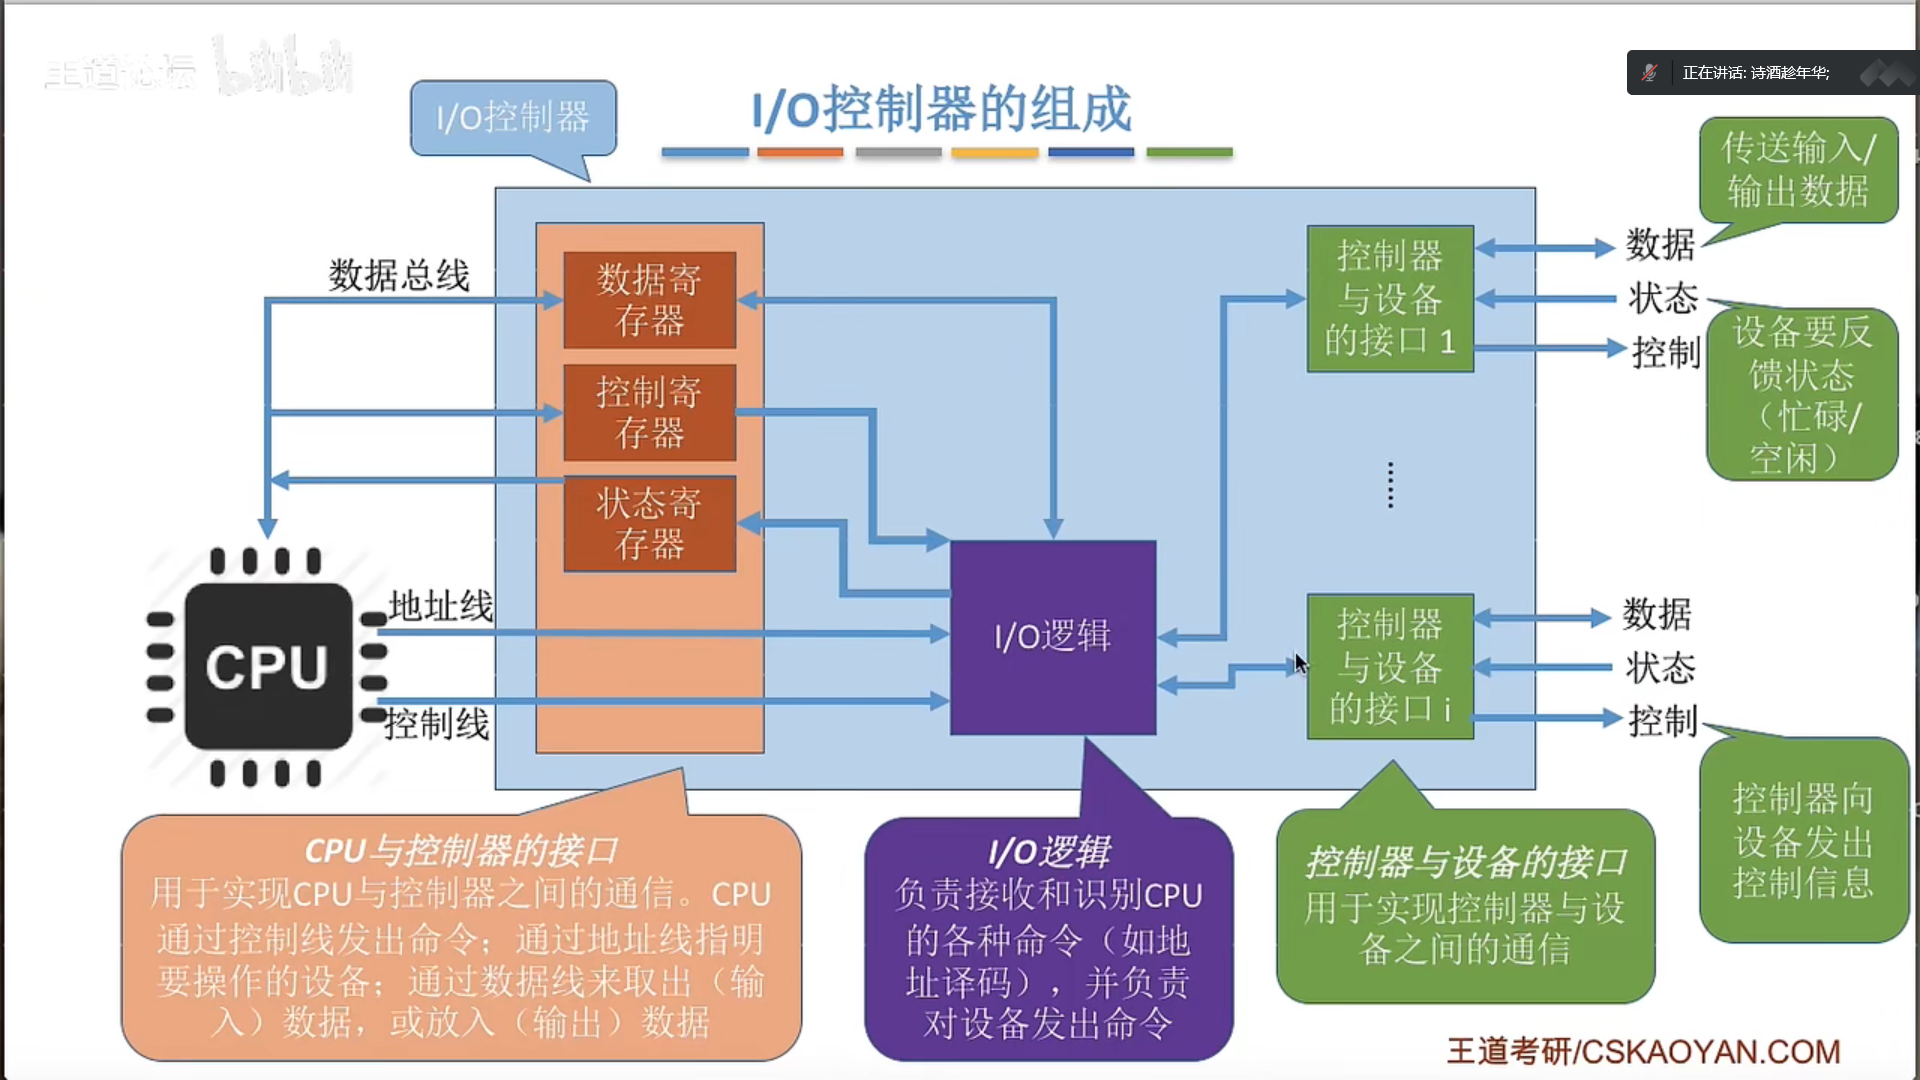 王道论坛 bilibili
正在讲话: 诗酒趁年华;
I/O控制器
I/O控制器的组成
传送输入/
输出数据
数据总线
数据寄
存器
控制寄
存器
状态寄
存器
控制器
与设备
的接口 1
数据
状态
控制
设备要反
馈状态
（忙碌/
空闲）
CPU
地址线
控制线
I/O逻辑
控制器
与设备
的接口 i
数据
状态
控制
控制器向
设备发出
控制信息
CPU与控制器的接口
用于实现CPU与控制器之间的通信。CPU
通过控制线发出命令；通过地址线指明
要操作的设备；通过数据线来取出（输
入）数据，或放入（输出）数据
I/O逻辑
负责接收和识别CPU
的各种命令（如地
址译码），并负责
对设备发出命令
控制器与设备的接口
用于实现控制器与设
备之间的通信
王道考研/CSKAOYAN.COM